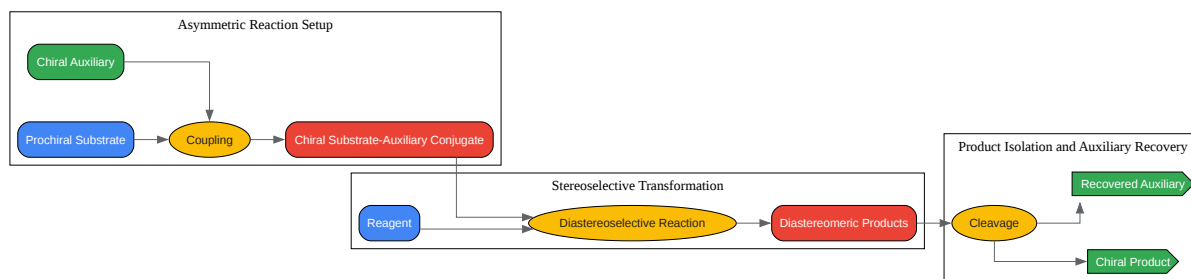 Asymmetric Reaction Setup
Chiral Auxiliary
Prochiral Substrate
Coupling
Chiral Substrate-Auxiliary Conjugate
Stereoselective Transformation
Reagent
Diastereoselective Reaction
Diastereomeric Products
Product Isolation and Auxiliary Recovery
Recovered Auxiliary
Cleavage
Chiral Product